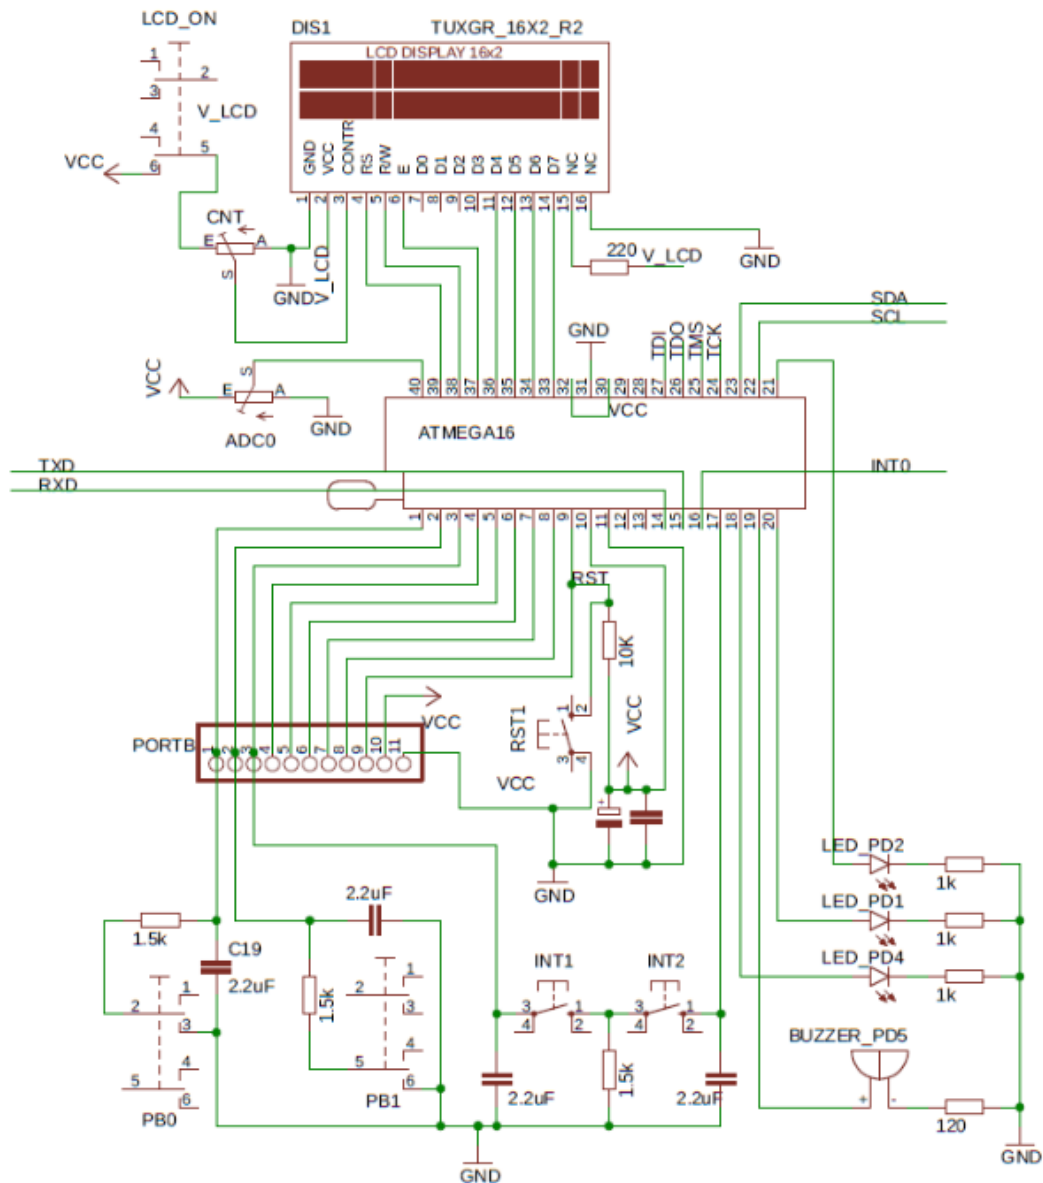 LCD_ON
1
2
3
V_LCD
4
5
VCC
6
DIS1 TUXGR_16X2_R2
LCD DISPLAY 16x2
GND VCC CONTR RS R/W E D0 D1 D2 D3 D4 D5 D6 D7 NC NC
1 2 3 4 5 6 7 8 9 10 11 12 13 14 15 16
CNT
E A
S
GND
V_LCD
220 V_LCD
GND
SDA
SCL
GND
TDI TDO TMS TCK
VCC
S
E A
ADC0
GND
40 39 38 37 36 35 34 33 32 31 30 29 28 27 26 25 24 23 22 21
VCC
ATMEGA16
TXD
RXD
INT0
1 2 3 4 5 6 7 8 9 10 11 12 13 14 15 16 17 18 19 20
RST
10K
VCC
PORTB
1 2 3 4 5 6 7 8 9 10 11
VCC
RST1
1 2
3 4
VCC
+
GND
LED_PD2
1k
LED_PD1
1k
LED_PD4
1k
BUZZER_PD5
+ -
120
GND
1.5k
C19
2.2uF
2 1
3
4
5
6
PB0
2.2uF
1.5k
1
2
3
4
5
6
PB1
INT1
3 1
4 2
INT2
3 1
4 2
2.2uF
1.5k
2.2uF
GND